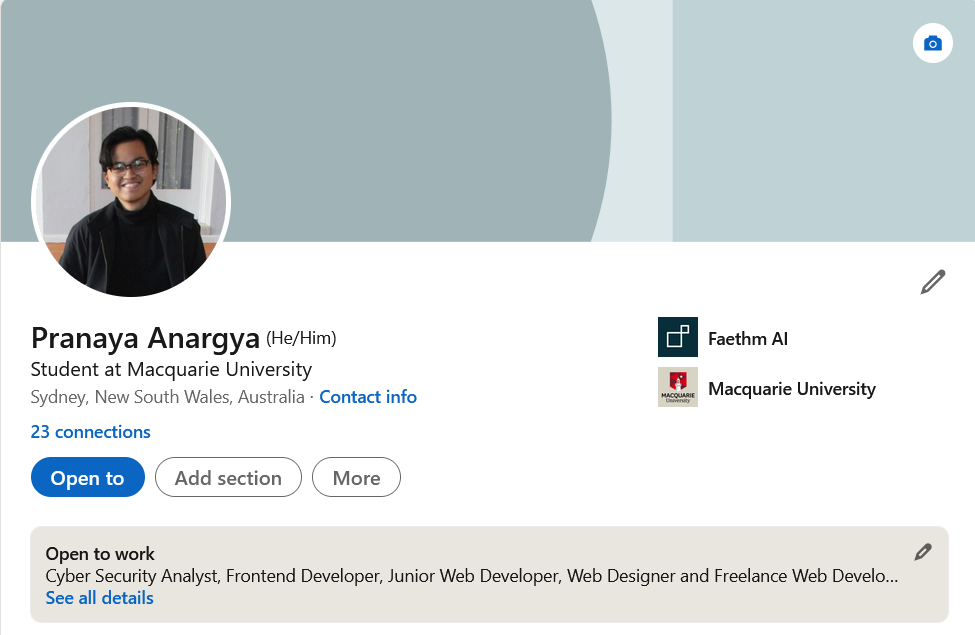 Pranaya Anargya (He/Him)
Student at Macquarie University
Sydney, New South Wales, Australia · Contact info
23 connections
Open to
Add section
More
Faethm AI
MACQUARIE
University
Macquarie University
Open to work
Cyber Security Analyst, Frontend Developer, Junior Web Developer, Web Designer and Freelance Web Develo...
See all details